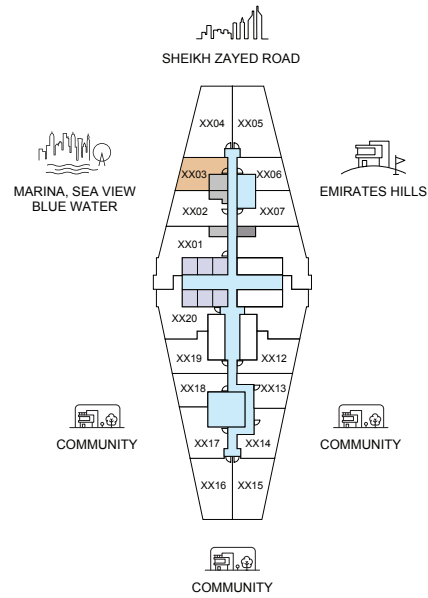 SHEIKH ZAYED ROAD
XX04
XX05
MARINA, SEA VIEW
BLUE WATER
XX03
XX06
EMIRATES HILLS
XX02
XX07
XX01
XX20
XX19
XX12
XX18
XX13
COMMUNITY
COMMUNITY
XX17
XX14
XX16
XX15
COMMUNITY